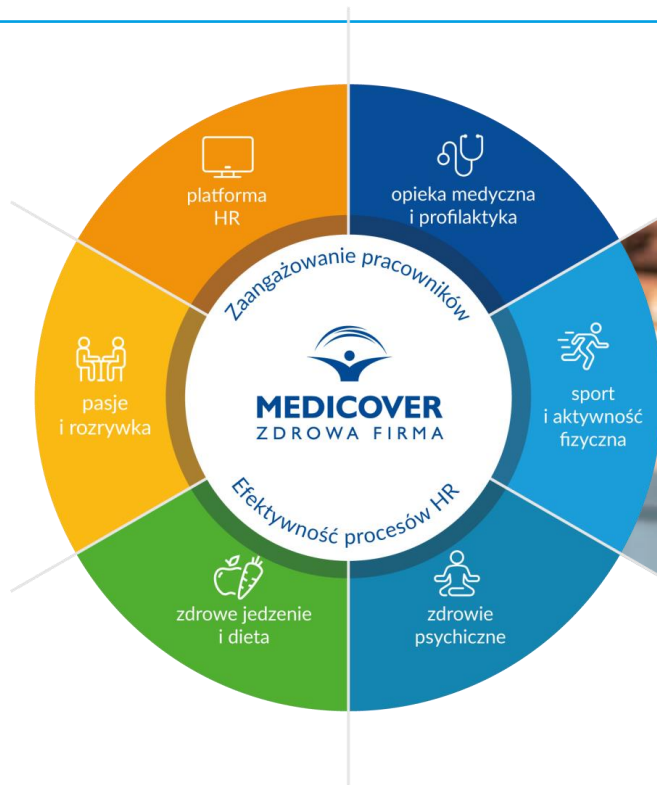 platforma
HR
opieka medyczna
i profilaktyka
Zaangażowanie pracowników
pasje
i rozrywka
MEDICOVER
ZDROWA FIRMA
sport
i aktywność
fizyczna
Efektywność procesów HR
zdrowe jedzenie
i dieta
zdrowie
psychiczne